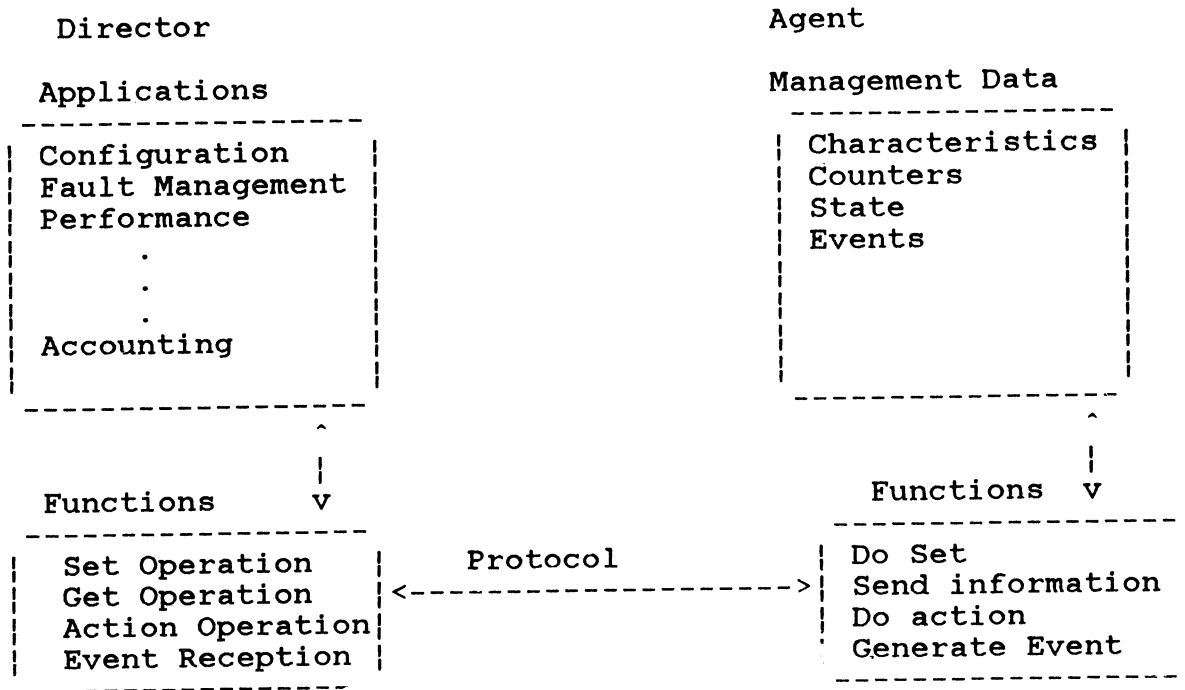 Director
Applications
Configuration
Fault Management
Performance
.
.
.
Accounting
Functions
Set Operation
Get Operation
Action Operation
Event Reception
Protocol
Agent
Management Data
Characteristics
Counters
State
Events
Functions
Do Set
Send information
Do action
Generate Event